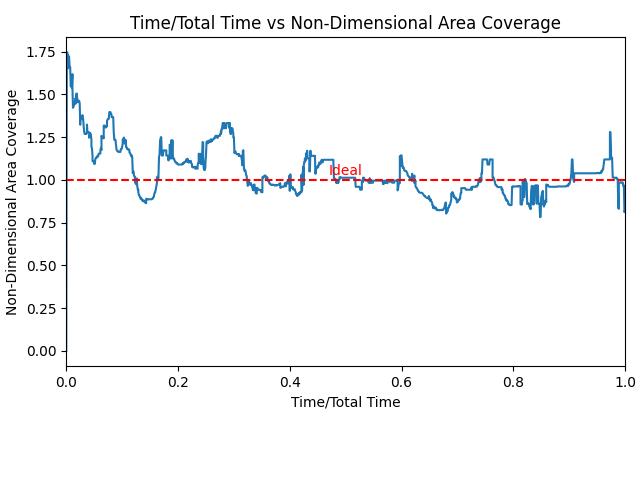 Time/Total Time vs Non-Dimensional Area Coverage
1.75
1.50
1.25
1.00
0.75
0.50
0.25
0.00
Non-Dimensional Area Coverage
Ideal
0.0 0.2 0.4 0.6 0.8 1.0
Time/Total Time